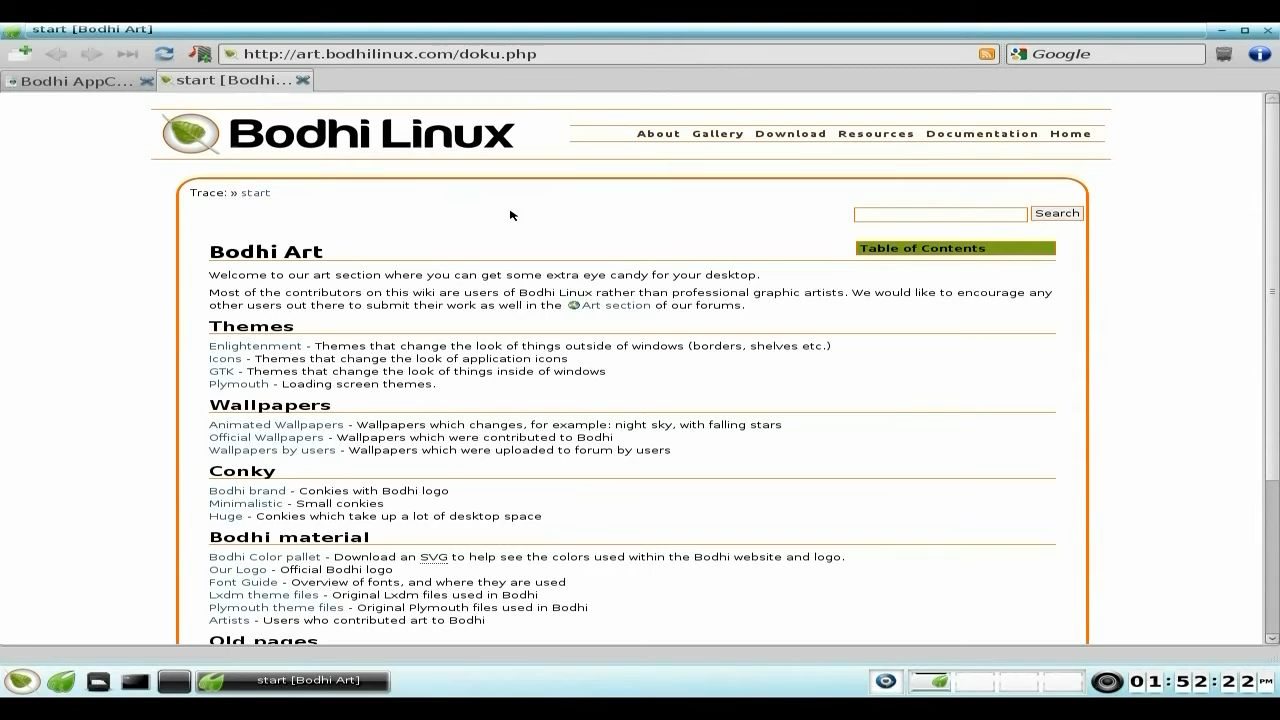 start [Bodhi Art]
http://art.bodhilinux.com/doku.php
Google
Bodhi AppC...
start [Bodhi...
Bodhi Linux
About Gallery Download Resources Documentation Home
Trace: » start
Search
Bodhi Art
Table of Contents
Welcome to our art section where you can get some extra eye candy for your desktop.
Most of the contributors on this wiki are users of Bodhi Linux rather than professional graphic artists. We would like to encourage any
other users out there to submit their work as well in the Art section of our forums.
Themes
Enlightenment - Themes that change the look of things outside of windows (borders, shelves etc.)
Icons - Themes that change the look of application icons
GTK - Themes that change the look of things inside of windows
Plymouth - Loading screen themes.
Wallpapers
Animated Wallpapers - Wallpapers which changes, for example: night sky, with falling stars
Official Wallpapers - Wallpapers which were contributed to Bodhi
Wallpapers by users - Wallpapers which were uploaded to forum by users
Conky
Bodhi brand - Conkies with Bodhi logo
Minimalistic - Small conkies
Huge - Conkies which take up a lot of desktop space
Bodhi material
Bodhi Color pallet - Download an SVG to help see the colors used within the Bodhi website and logo.
Our Logo - Official Bodhi logo
Font Guide - Overview of fonts, and where they are used
Lxdm theme files - Original Lxdm files used in Bodhi
Plymouth theme files - Original Plymouth files used in Bodhi
Artists - Users who contributed art to Bodhi
Old pages
start [Bodhi Art]
01:52:22 PM